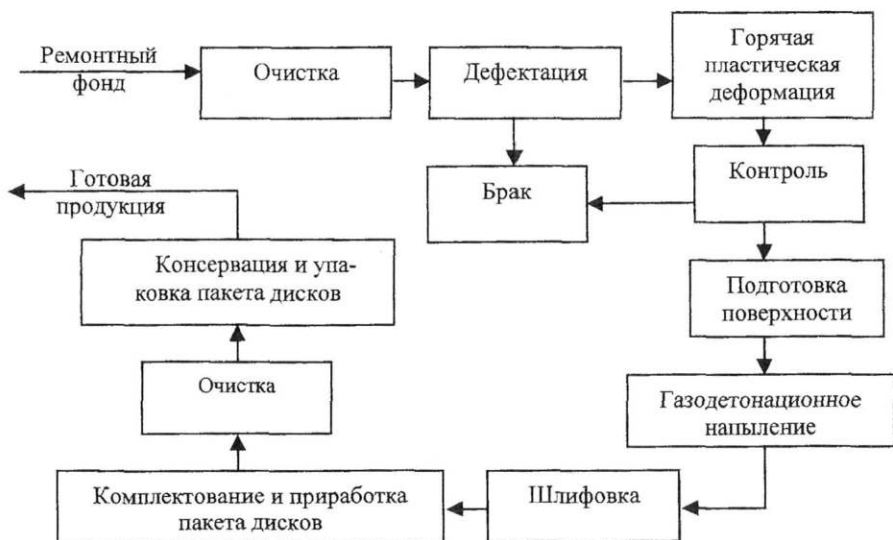 Ремонтный
фонд
Очистка
Дефектация
Горячая
пластическая
деформация
Контроль
Брак
Готовая
продукция
Консервация и упа-
ковка пакета дисков
Подготовка
поверхности
Очистка
Газодетонационное
напыление
Комплектование и приработка
пакета дисков
Шлифовка